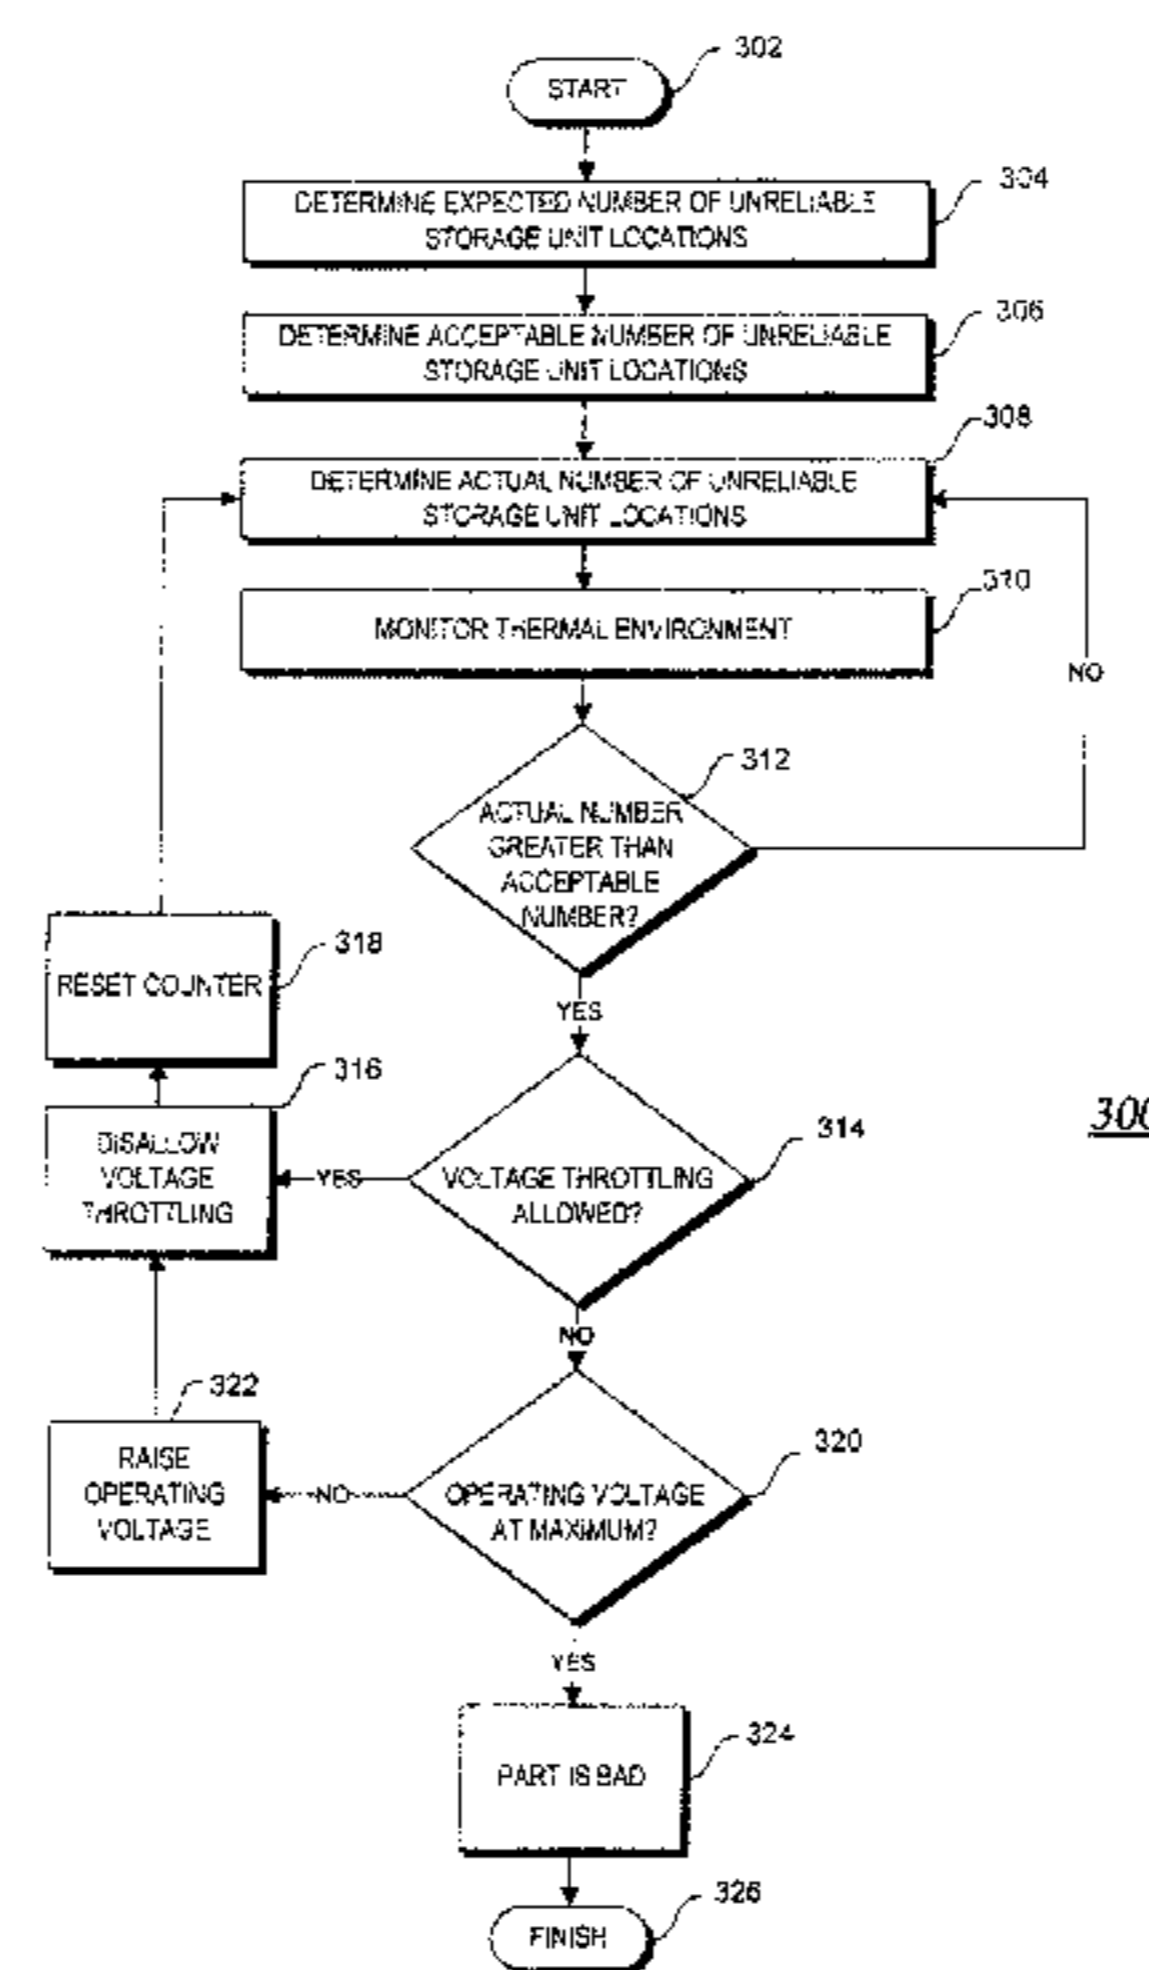 302
START
304
DETERMINE EXPECTED NUMBER OF UNRELIABLE
STORAGE UNIT LOCATIONS
306
DETERMINE ACCEPTABLE NUMBER OF UNRELIABLE
STORAGE UNIT LOCATIONS
308
DETERMINE ACTUAL NUMBER OF UNRELIABLE
STORAGE UNIT LOCATIONS
310
MONITOR THERMAL ENVIRONMENT
NO
312
ACTUAL NUMBER
GREATER THAN
ACCEPTABLE
NUMBER?
318
RESET COUNTER
YES
316
DISALLOW
VOLTAGE
THROTTLING
YES
314
VOLTAGE THROTTLING
ALLOWED?
300
NO
322
RAISE
OPERATING
VOLTAGE
NO
320
OPERATING VOLTAGE
AT MAXIMUM?
YES
324
PART IS BAD
326
FINISH